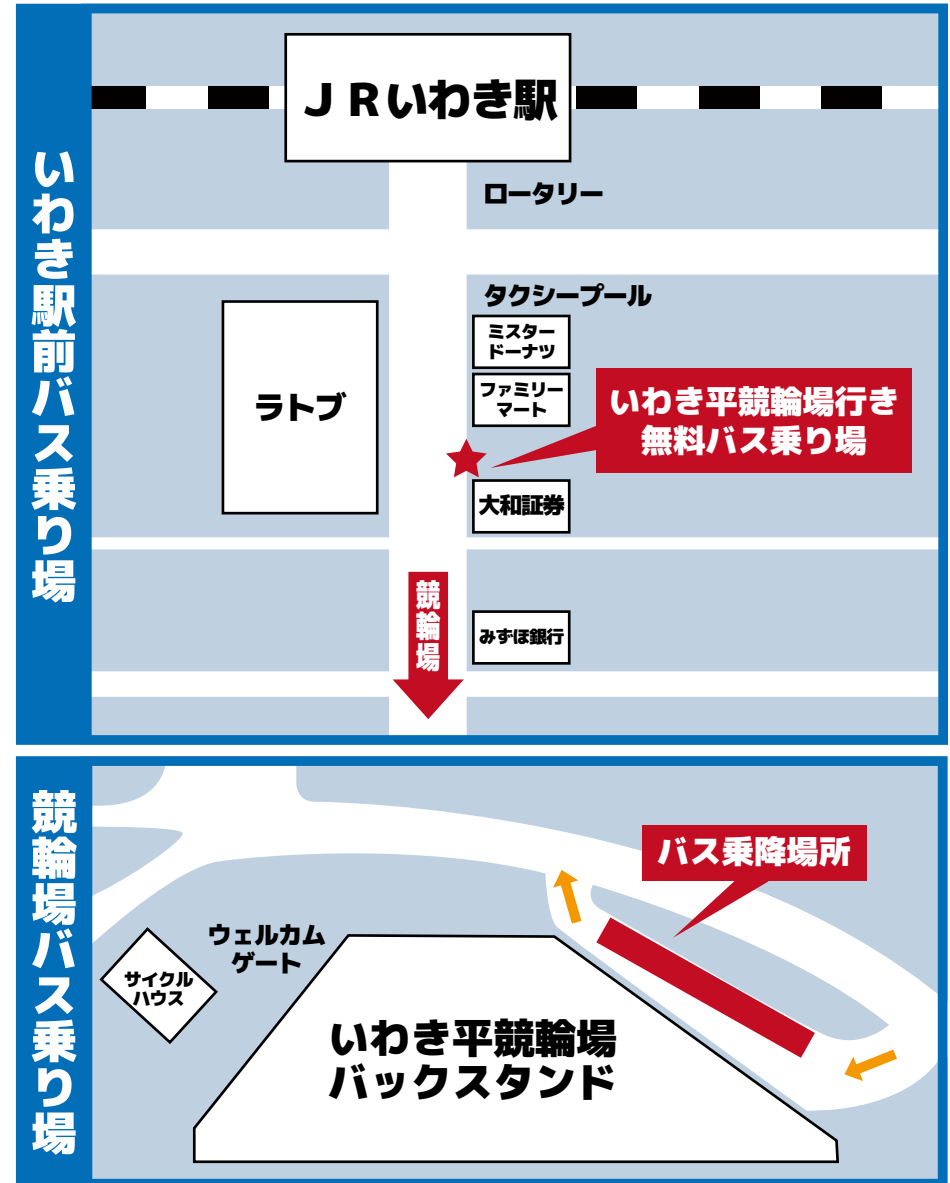 いわき駅前バス乗り場
ＪＲいわき駅
ロータリー
タクシープール
ミスター
ドーナツ
ファミリー
マート
ラトブ
いわき平競輪場行き
無料バス乗り場
大和証券
競輪場
みずほ銀行
競輪場バス乗り場
バス乗降場所
ウェルカム
ゲート
サイクル
ハウス
いわき平競輪場
バックスタンド